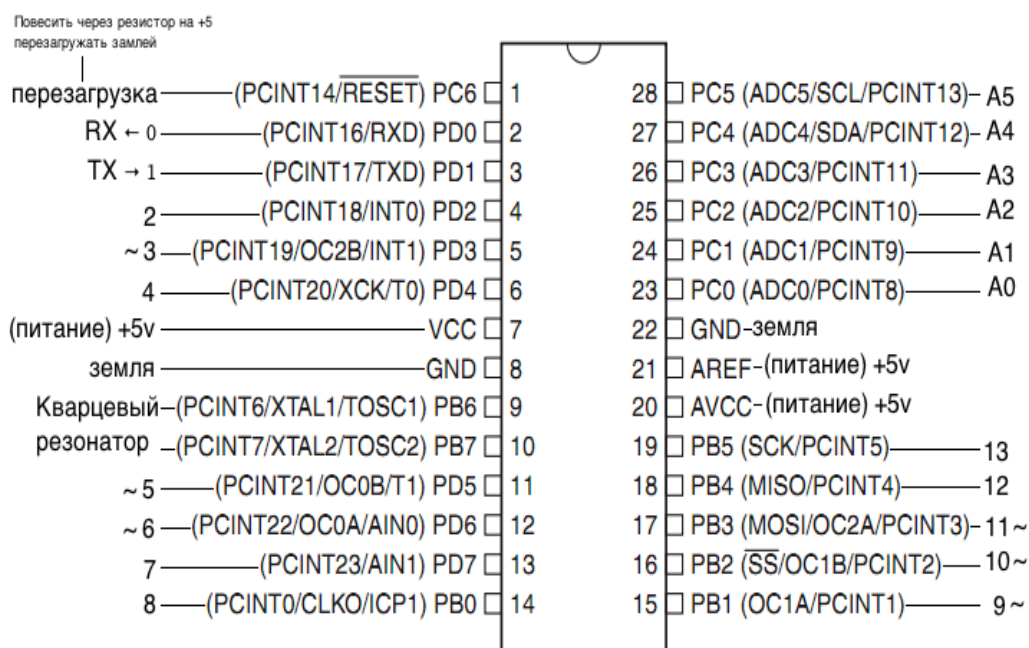 Повесить через резистор на +5
перезагружать замлей
перезагрузка (PCINT14/RESET) PC6 1 28 PC5 (ADC5/SCL/PCINT13) A5
RX ← 0 (PCINT16/RXD) PD0 2 27 PC4 (ADC4/SDA/PCINT12) A4
TX → 1 (PCINT17/TXD) PD1 3 26 PC3 (ADC3/PCINT11) A3
2 (PCINT18/INT0) PD2 4 25 PC2 (ADC2/PCINT10) A2
~ 3 (PCINT19/OC2B/INT1) PD3 5 24 PC1 (ADC1/PCINT9) A1
4 (PCINT20/XCK/T0) PD4 6 23 PC0 (ADC0/PCINT8) A0
(питание) +5v VCC 7 22 GND земля
земля GND 8 21 AREF (питание) +5v
Кварцевый (PCINT6/XTAL1/TOSC1) PB6 9 20 AVCC (питание) +5v
резонатор (PCINT7/XTAL2/TOSC2) PB7 10 19 PB5 (SCK/PCINT5) 13
~ 5 (PCINT21/OC0B/T1) PD5 11 18 PB4 (MISO/PCINT4) 12
~ 6 (PCINT22/OC0A/AIN0) PD6 12 17 PB3 (MOSI/OC2A/PCINT3) 11 ~
7 (PCINT23/AIN1) PD7 13 16 PB2 (SS/OC1B/PCINT2) 10 ~
8 (PCINT0/CLKO/ICP1) PB0 14 15 PB1 (OC1A/PCINT1) 9 ~